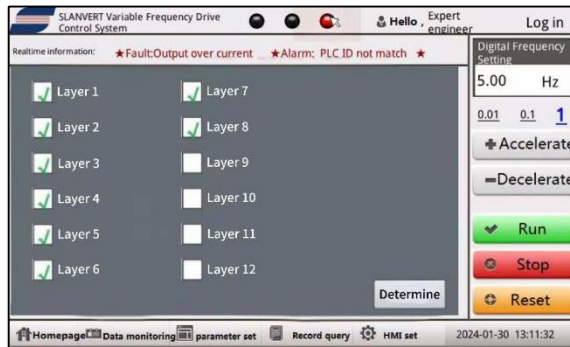 SLANVERT Variable Frequency Drive
Control System
Hello , Expert
engineer
Log in
Realtime information: ★Fault:Output over current ★Alarm: PLC ID not match ★
Digital Frequency
Setting
5.00 Hz
0.01 0.1 1
+Accelerate
-Decelerate
Run
Stop
Reset
Layer 1
Layer 2
Layer 3
Layer 4
Layer 5
Layer 6
Layer 7
Layer 8
Layer 9
Layer 10
Layer 11
Layer 12
Determine
Homepage Data monitoring parameter set Record query HMI set 2024-01-30 13:11:32